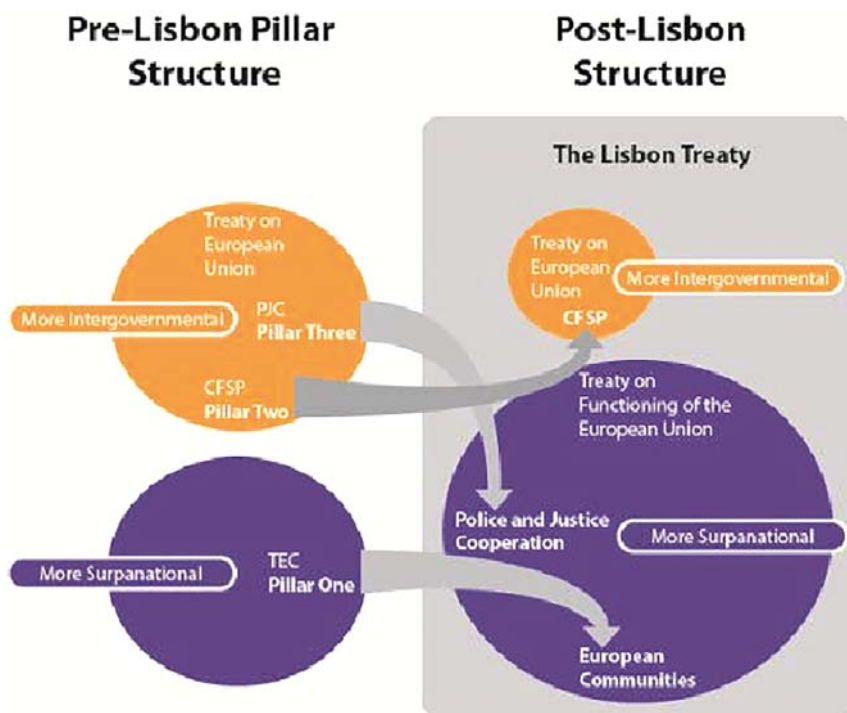 Pre-Lisbon Pillar
Structure
Post-Lisbon
Structure
The Lisbon Treaty
Treaty on
European
Union
More Intergovernmental
PJC
Pillar Three
CFSP
Pillar Two
TEC
Pillar One
More Surpanational
Treaty on
European
Union
CFSP
More Intergovernmental
Treaty on
Functioning of the
European Union
Police and Justice
Cooperation
More Surpanational
European
Communities